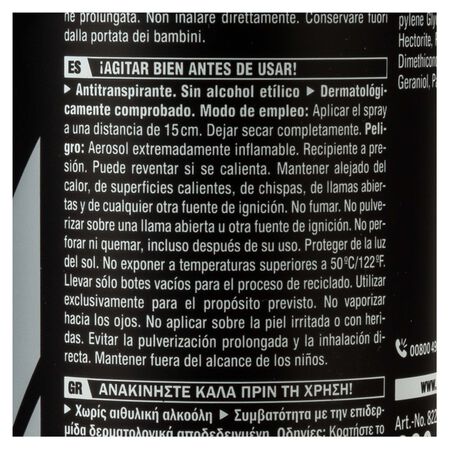 ne prolungata. Non inalare direttamente. Conservare fuori
dalla portata dei bambini.
ES ¡AGITAR BIEN ANTES DE USAR!
▶ Antitranspirante. Sin alcohol etílico ▶ Dermatológi-
camente comprobado. Modo de empleo: Aplicar el spray
a una distancia de 15 cm. Dejar secar completamente. Peli-
gro: Aerosol extremadamente inflamable. Recipiente a pre-
sión. Puede reventar si se calienta. Mantener alejado del
calor, de superficies calientes, de chispas, de llamas abier-
tas y de cualquier otra fuente de ignición. No fumar. No pulve-
rizar sobre una llama abierta u otra fuente de ignición. No per-
forar ni quemar, incluso después de su uso. Proteger de la luz
del sol. No exponer a temperaturas superiores a 50°C/122°F.
Llevar sólo botes vacíos para el proceso de reciclado. Utilizar
exclusivamente para el propósito previsto. No vaporizar
hacia los ojos. No aplicar sobre la piel irritada o con heri-
das. Evitar la pulverización prolongada y la inhalación di-
recta. Mantener fuera del alcance de los niños.
GR ΑΝΑΚΙΝΗΣΤΕ ΚΑΛΑ ΠΡΙΝ ΤΗ ΧΡΗΣΗ!
▶ Χωρίς αιθυλική αλκοόλη ▶ Συμβατότητα με την επιδερ-
μίδα δερματολογικά αποδεδειγμένη. Οδηγίες: Κρατήστε το
pylene Gly
Hectorite,
Dimethicon
Geraniol, Pa
00800 49
www.
Art.-No. 822